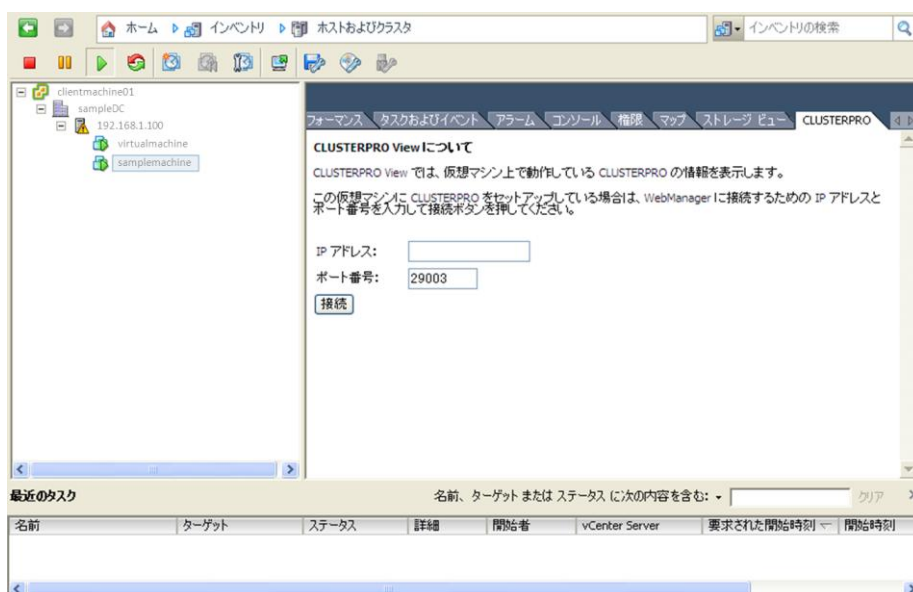 ホーム インベントリ ホストおよびクラスタ インベントリの検索
clientmachine01
sampleDC
192.168.1.100
virtualmachine
samplemachine
フォーマンス タスクおよびイベント アラーム コンソール 権限 マップ ストレージ ビュー CLUSTERPRO
CLUSTERPRO Viewについて
CLUSTERPRO View では、仮想マシン上で動作している CLUSTERPRO の情報を表示します。
この仮想マシンに CLUSTERPRO をセットアップしている場合は、WebManager に接続するための IP アドレスと
ポート番号を入力して接続ボタンを押してください。
IP アドレス:
ポート番号: 29003
接続
最近のタスク 名前、ターゲット または ステータス に次の内容を含む: クリア
名前 ターゲット ステータス 詳細 開始者 vCenter Server 要求された開始時刻 開始時刻